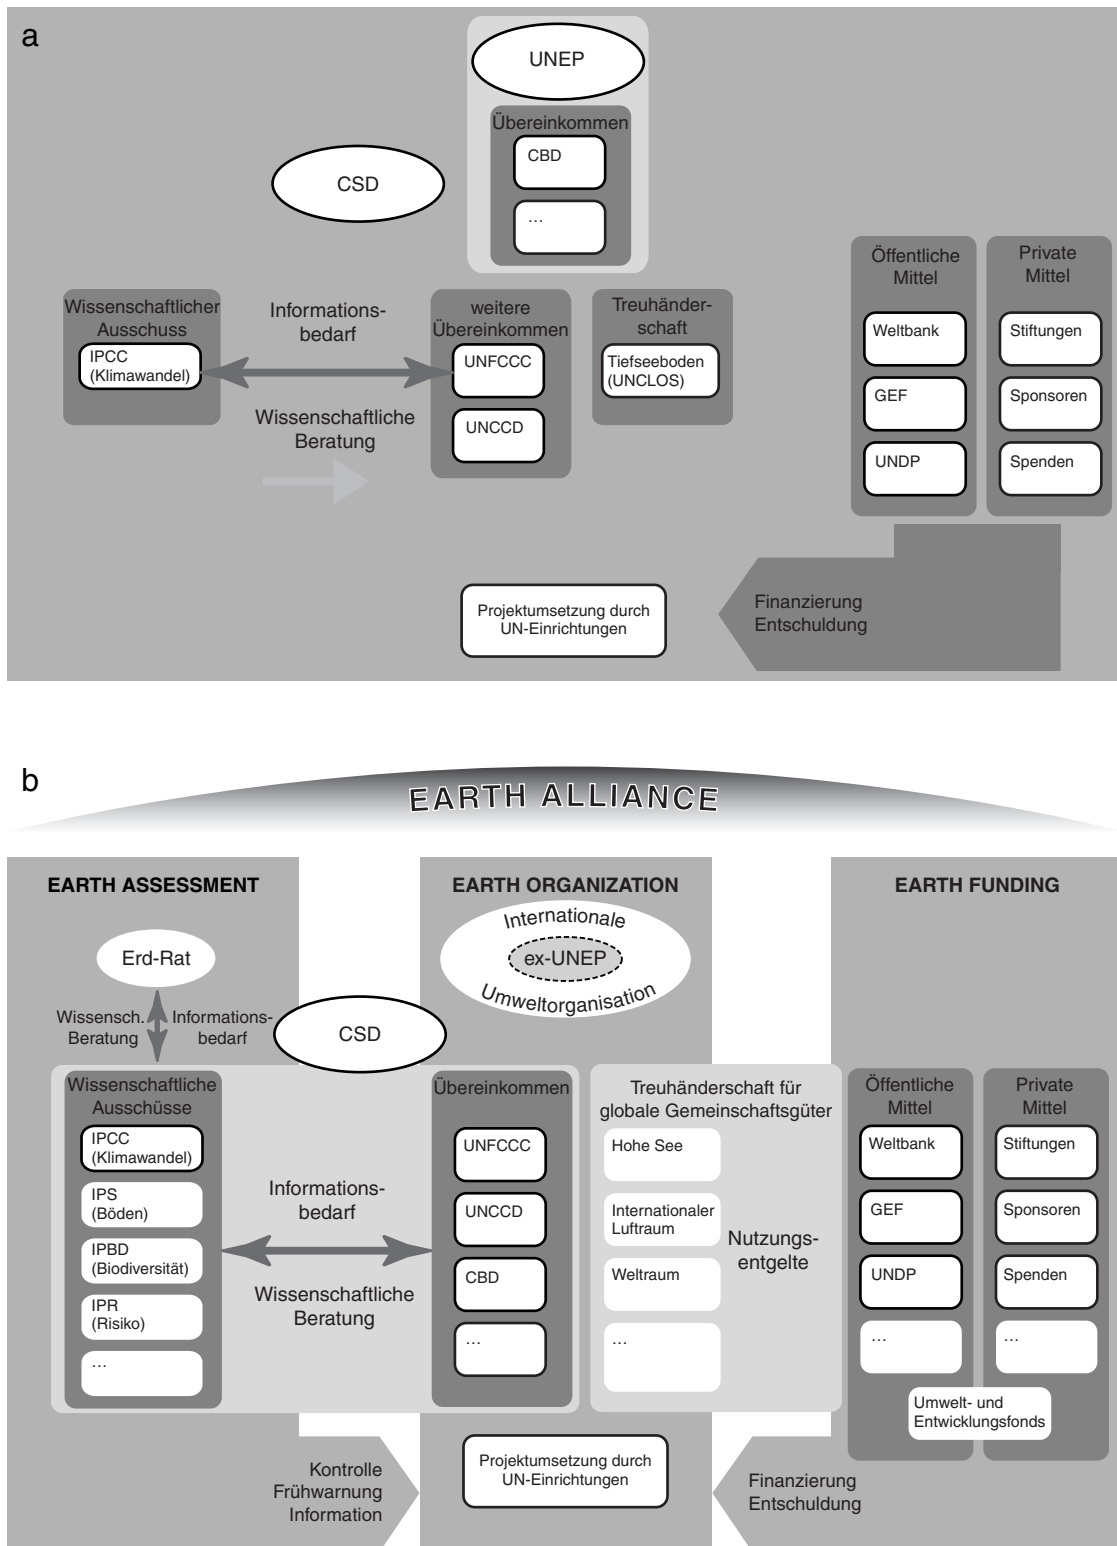 a
UNEP
Übereinkommen
CBD
…
CSD
Wissenschaftlicher
Ausschuss
IPCC
(Klimawandel)
Informations-
bedarf
Wissenschaftliche
Beratung
weitere
Übereinkommen
UNFCCC
UNCCD
Treuhänder-
schaft
Tiefseeboden
(UNCLOS)
Öffentliche
Mittel
Weltbank
GEF
UNDP
Private
Mittel
Stiftungen
Sponsoren
Spenden
Projektumsetzung durch
UN-Einrichtungen
Finanzierung
Entschuldung
b
EARTH ALLIANCE
EARTH ASSESSMENT
Erd-Rat
Wissensch.
Beratung
Informations-
bedarf
CSD
Wissenschaftliche
Ausschüsse
IPCC
(Klimawandel)
IPS
(Böden)
IPBD
(Biodiversität)
IPR
(Risiko)
…
Informations-
bedarf
Wissenschaftliche
Beratung
EARTH ORGANIZATION
Internationale
ex-UNEP
Umweltorganisation
Übereinkommen
UNFCCC
UNCCD
CBD
…
Treuhänderschaft für
globale Gemeinschaftsgüter
Hohe See
Internationaler
Luftraum
Weltraum
…
Nutzungs-
entgelte
EARTH FUNDING
Öffentliche
Mittel
Weltbank
GEF
UNDP
…
Private
Mittel
Stiftungen
Sponsoren
Spenden
…
Umwelt- und
Entwicklungsfonds
Kontrolle
Frühwarnung
Information
Projektumsetzung durch
UN-Einrichtungen
Finanzierung
Entschuldung